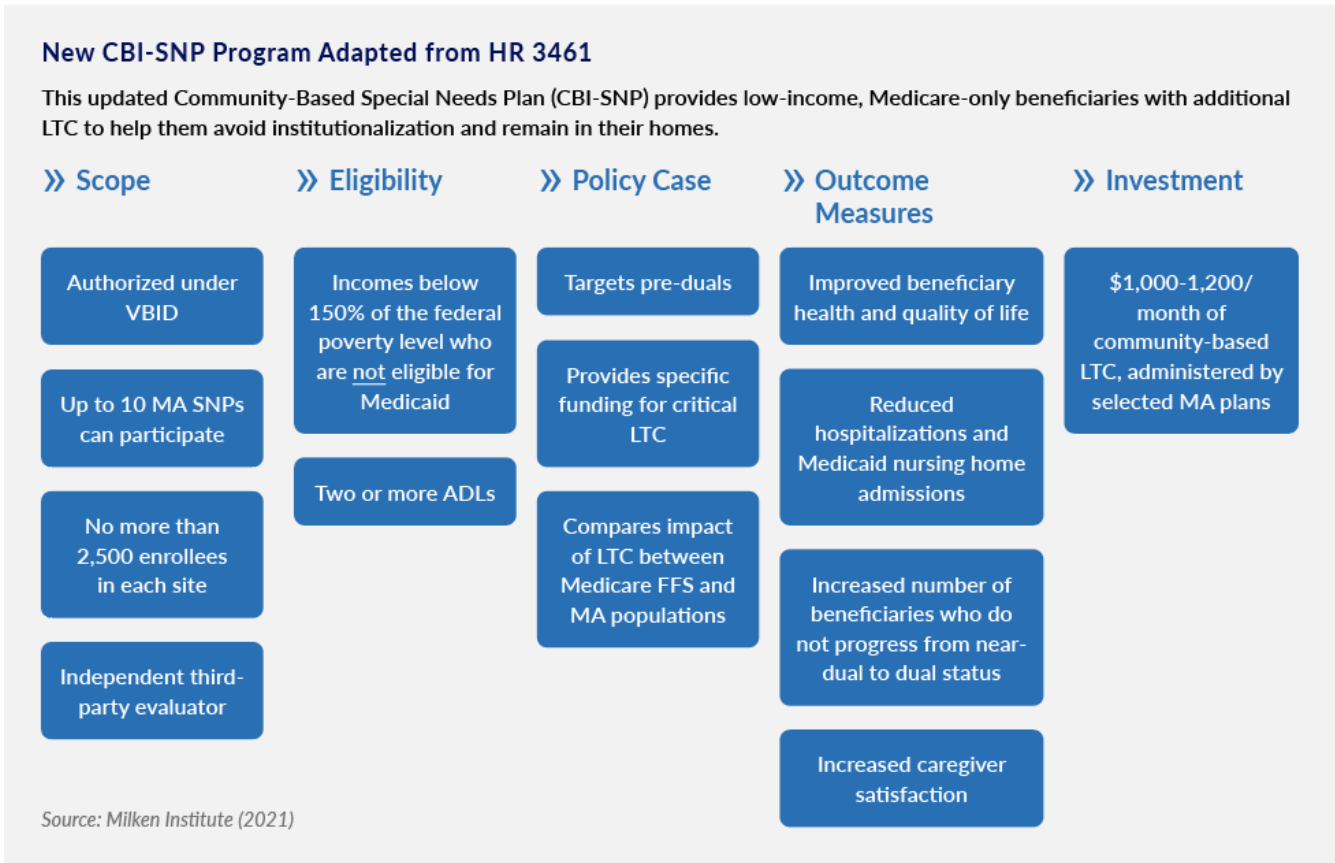 New CBI-SNP Program Adapted from HR 3461
This updated Community-Based Special Needs Plan (CBI-SNP) provides low-income, Medicare-only beneficiaries with additional
LTC to help them avoid institutionalization and remain in their homes.
» Scope
Authorized under
VBID
Up to 10 MA SNPs
can participate
No more than
2,500 enrollees
in each site
Independent third-
party evaluator
» Eligibility
Incomes below
150% of the federal
poverty level who
are not eligible for
Medicaid
Two or more ADLs
» Policy Case
Targets pre-duals
Provides specific
funding for critical
LTC
Compares impact
of LTC between
Medicare FFS and
MA populations
» Outcome
Measures
Improved beneficiary
health and quality of life
Reduced
hospitalizations and
Medicaid nursing home
admissions
Increased number of
beneficiaries who do
not progress from near-
dual to dual status
Increased caregiver
satisfaction
» Investment
$1,000-1,200/
month of
community-based
LTC, administered by
selected MA plans
Source: Milken Institute (2021)